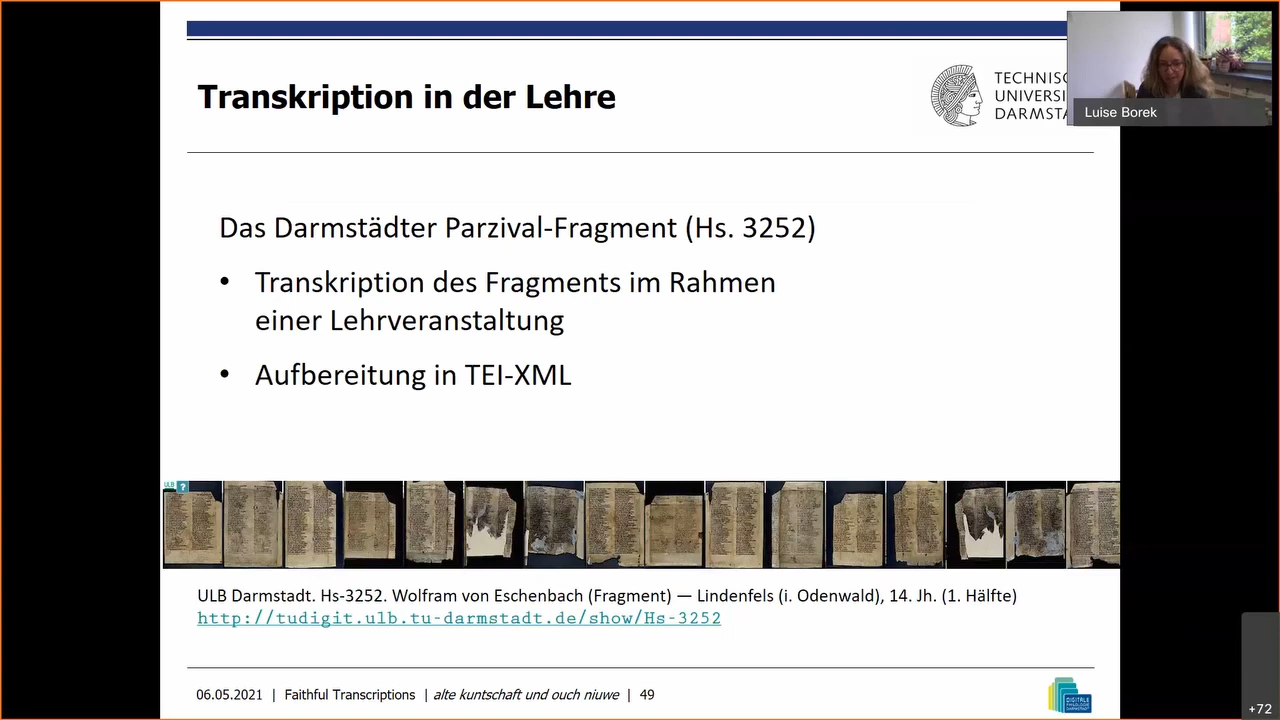 Transkription in der Lehre
TECHNISC
UNIVERSI
DARMSTA
Luise Borek
Das Darmstädter Parzival-Fragment (Hs. 3252)
• Transkription des Fragments im Rahmen
einer Lehrveranstaltung
• Aufbereitung in TEI-XML
ULB ?
ULB Darmstadt. Hs-3252. Wolfram von Eschenbach (Fragment) — Lindenfels (i. Odenwald), 14. Jh. (1. Hälfte)
http://tudigit.ulb.tu-darmstadt.de/show/Hs-3252
06.05.2021 | Faithful Transcriptions | alte kuntschaft und ouch niuwe | 49
DIGITALE
PHILOLOGIE
DARMSTADT
+72